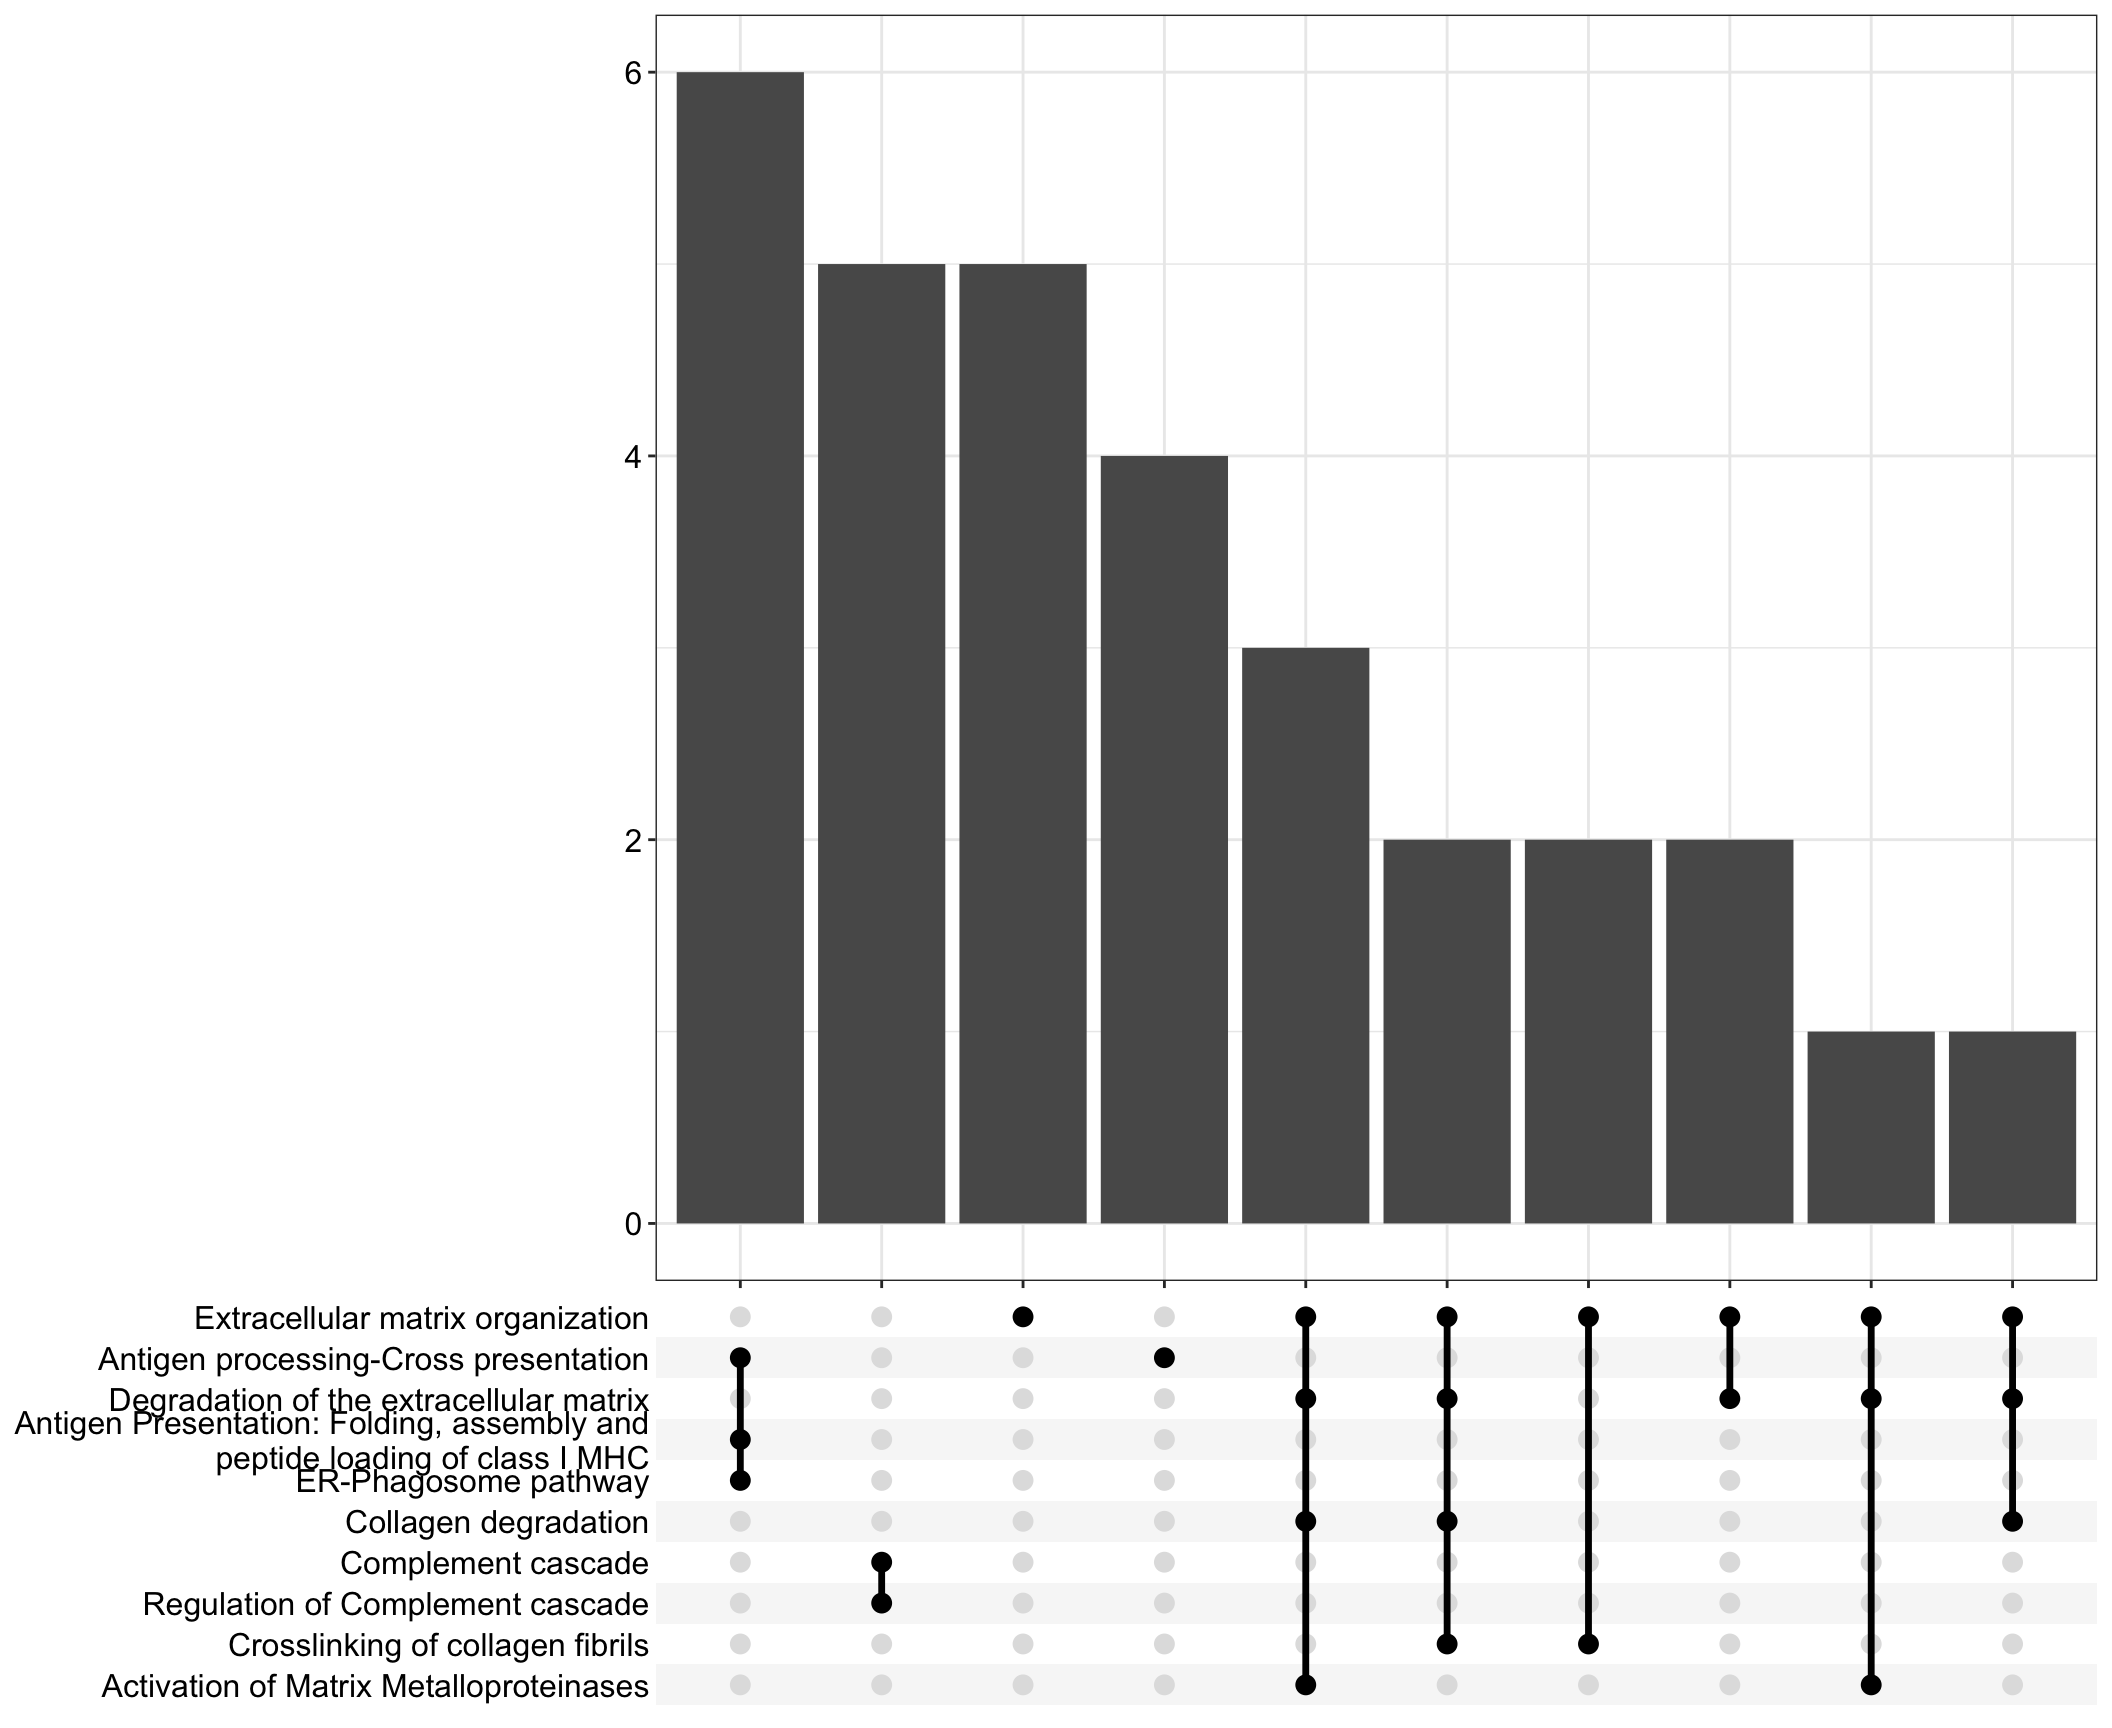 6
4
2
0
Extracellular matrix organization
Antigen processing-Cross presentation
Degradation of the extracellular matrix
Antigen Presentation: Folding, assembly and
peptide loading of class I MHC
ER-Phagosome pathway
Collagen degradation
Complement cascade
Regulation of Complement cascade
Crosslinking of collagen fibrils
Activation of Matrix Metalloproteinases